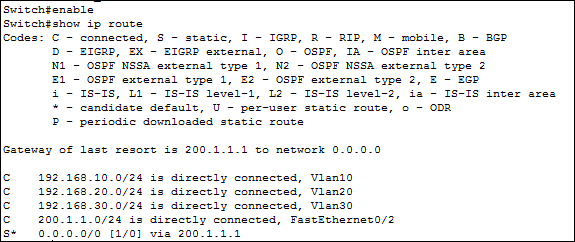 Switch#enable
Switch#show ip route
Codes: C - connected, S - static, I - IGRP, R - RIP, M - mobile, B - BGP
D - EIGRP, EX - EIGRP external, O - OSPF, IA - OSPF inter area
N1 - OSPF NSSA external type 1, N2 - OSPF NSSA external type 2
E1 - OSPF external type 1, E2 - OSPF external type 2, E - EGP
i - IS-IS, L1 - IS-IS level-1, L2 - IS-IS level-2, ia - IS-IS inter area
* - candidate default, U - per-user static route, o - ODR
P - periodic downloaded static route
Gateway of last resort is 200.1.1.1 to network 0.0.0.0
C 192.168.10.0/24 is directly connected, Vlan10
C 192.168.20.0/24 is directly connected, Vlan20
C 192.168.30.0/24 is directly connected, Vlan30
C 200.1.1.0/24 is directly connected, FastEthernet0/2
S* 0.0.0.0/0 [1/0] via 200.1.1.1